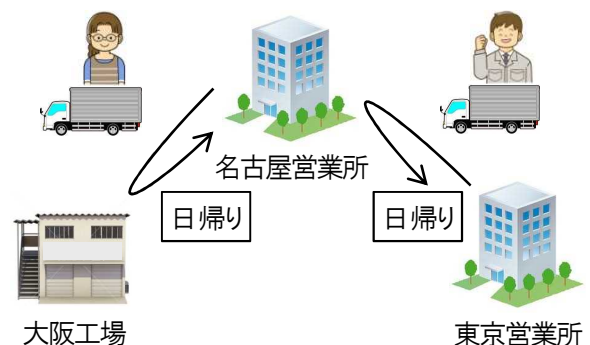 名古屋営業所
日帰り
日帰り
大阪工場
東京営業所